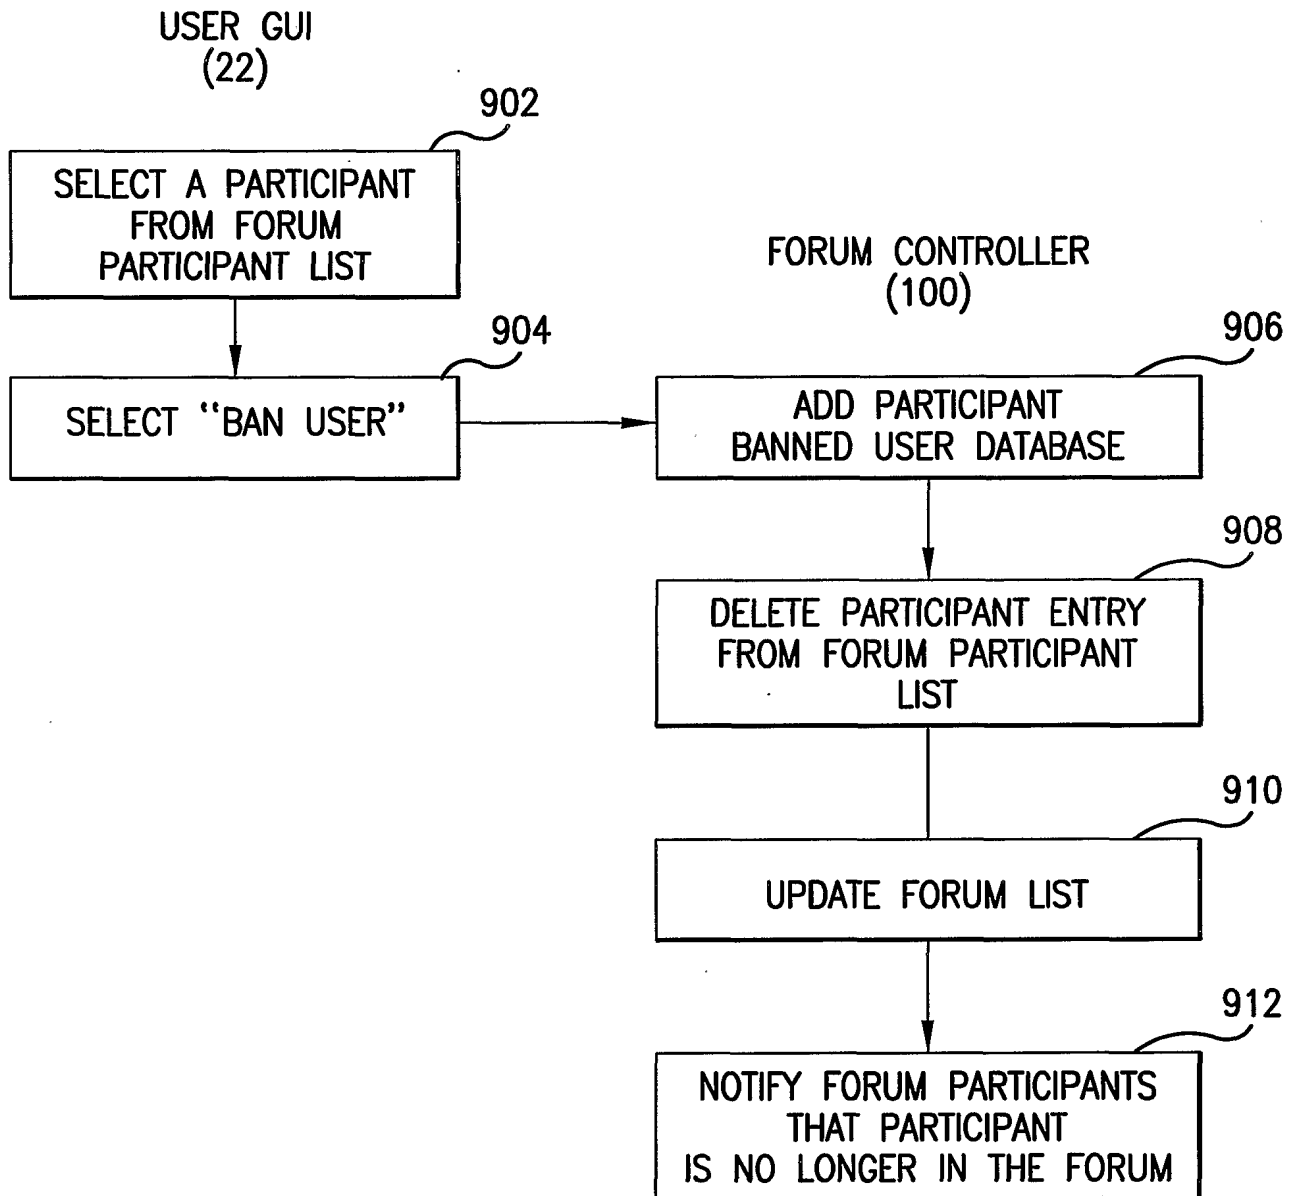 USER GUI
(22)
902
SELECT A PARTICIPANT
FROM FORUM
PARTICIPANT LIST
904
SELECT “BAN USER”
FORUM CONTROLLER
(100)
906
ADD PARTICIPANT
BANNED USER DATABASE
908
DELETE PARTICIPANT ENTRY
FROM FORUM PARTICIPANT
LIST
910
UPDATE FORUM LIST
912
NOTIFY FORUM PARTICIPANTS
THAT PARTICIPANT
IS NO LONGER IN THE FORUM